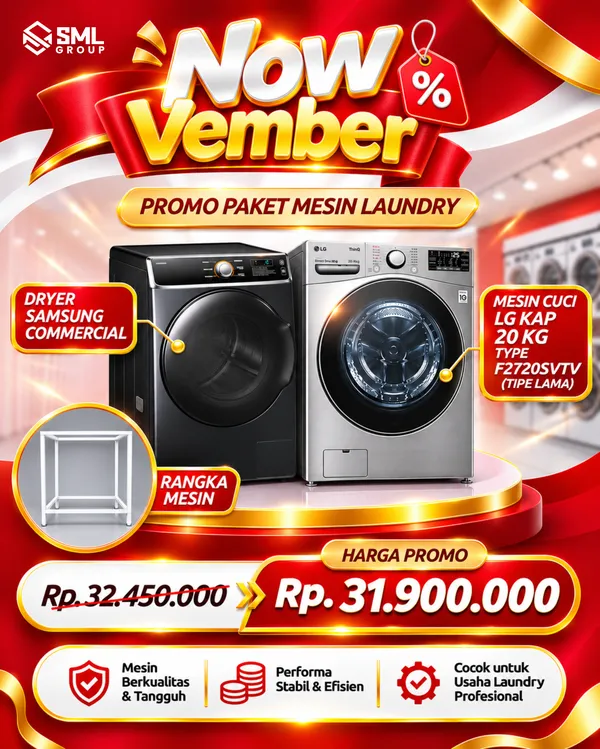 SML
GROUP
Now
Vember
%
PROMO PAKET MESIN LAUNDRY
DRYER
SAMSUNG
COMMERCIAL
LG
ThinQ
MESIN CUCI
LG KAP
20 KG
TYPE
F2720SVTV
(TIPE LAMA)
RANGKA
MESIN
HARGA PROMO
Rp. 32.450.000
Rp. 31.900.000
Mesin
Berkualitas
& Tangguh
Performa
Stabil & Efisien
Cocok untuk
Usaha Laundry
Profesional